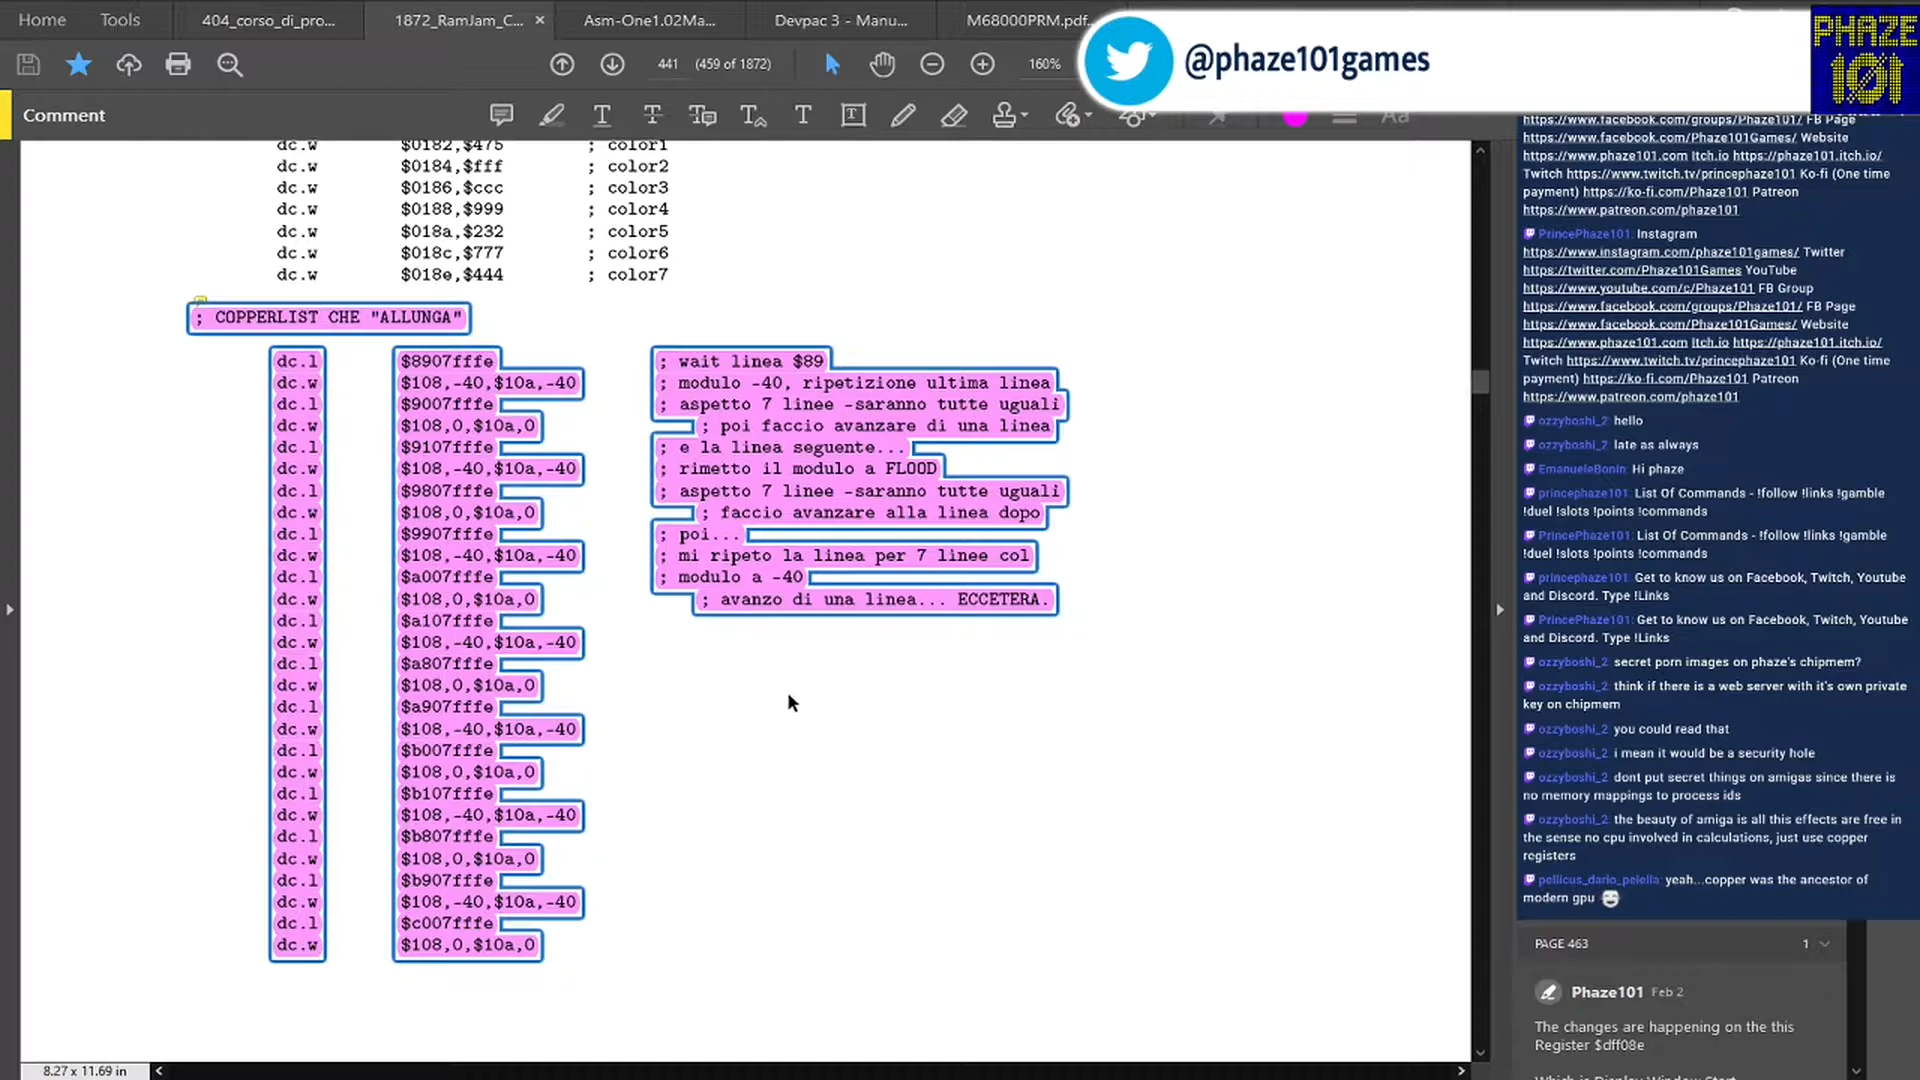 Home
Tools
404_corso_di_pro...
1872_RamJam_C...
Asm-One1.02Ma...
Devpac 3 - Manu...
M68000PRM.pdf...
@phaze101games
PHAZE
101
441
(459 of 1872)
160%
Comment
dc.w $0182,$475 ; color1
dc.w $0184,$fff ; color2
dc.w $0186,$ccc ; color3
dc.w $0188,$999 ; color4
dc.w $018a,$232 ; color5
dc.w $018c,$777 ; color6
dc.w $018e,$444 ; color7
; COPPERLIST CHE "ALLUNGA"
dc.l $8907fffe ; wait linea $89
dc.w $108,-40,$10a,-40 ; modulo -40, ripetizione ultima linea
dc.l $9007fffe ; aspetto 7 linee -saranno tutte uguali
dc.w $108,0,$10a,0 ; poi faccio avanzare di una linea
dc.l $9107fffe ; e la linea seguente...
dc.w $108,-40,$10a,-40 ; rimetto il modulo a FLOOD
dc.l $9807fffe ; aspetto 7 linee -saranno tutte uguali
dc.w $108,0,$10a,0 ; faccio avanzare alla linea dopo
dc.l $9907fffe ; poi...
dc.w $108,-40,$10a,-40 ; mi ripeto la linea per 7 linee col
dc.l $a007fffe ; modulo a -40
dc.w $108,0,$10a,0 ; avanzo di una linea... ECCETERA.
dc.l $a107fffe
dc.w $108,-40,$10a,-40
dc.l $a807fffe
dc.w $108,0,$10a,0
dc.l $a907fffe
dc.w $108,-40,$10a,-40
dc.l $b007fffe
dc.w $108,0,$10a,0
dc.l $b107fffe
dc.w $108,-40,$10a,-40
dc.l $b807fffe
dc.w $108,0,$10a,0
dc.l $b907fffe
dc.w $108,-40,$10a,-40
dc.l $c007fffe
dc.w $108,0,$10a,0
8.27 x 11.69 in
https://www.facebook.com/groups/Phaze101/ FB Page
https://www.facebook.com/Phaze101Games/ Website
https://www.phaze101.com Itch.io https://phaze101.itch.io/
Twitch https://www.twitch.tv/princephaze101 Ko-fi (One time
payment) https://ko-fi.com/Phaze101 Patreon
https://www.patreon.com/phaze101
PrincePhaze101: Instagram
https://www.instagram.com/phaze101games/ Twitter
https://twitter.com/Phaze101Games YouTube
https://www.youtube.com/c/Phaze101 FB Group
https://www.facebook.com/groups/Phaze101/ FB Page
https://www.facebook.com/Phaze101Games/ Website
https://www.phaze101.com Itch.io https://phaze101.itch.io/
Twitch https://www.twitch.tv/princephaze101 Ko-fi (One time
payment) https://ko-fi.com/Phaze101 Patreon
https://www.patreon.com/phaze101
ozzyboshi_2: hello
ozzyboshi_2: late as always
EmanueleBonin: Hi phaze
princephaze101: List Of Commands - !follow !links !gamble
!duel !slots !points !commands
PrincePhaze101: List Of Commands - !follow !links !gamble
!duel !slots !points !commands
princephaze101: Get to know us on Facebook, Twitch, Youtube
and Discord. Type !Links
PrincePhaze101: Get to know us on Facebook, Twitch, Youtube
and Discord. Type !Links
ozzyboshi_2: secret porn images on phaze's chipmem?
ozzyboshi_2: think if there is a web server with it's own private
key on chipmem
ozzyboshi_2: you could read that
ozzyboshi_2: i mean it would be a security hole
ozzyboshi_2: dont put secret things on amigas since there is
no memory mappings to process ids
ozzyboshi_2: the beauty of amiga is all this effects are free in
the sense no cpu involved in calculations, just use copper
registers
pellicus_dario_pelella: yeah...copper was the ancestor of
modern gpu
PAGE 463
1
Phaze101 Feb 2
The changes are happening on the this
Register $dff08e
Which is Display Window Start